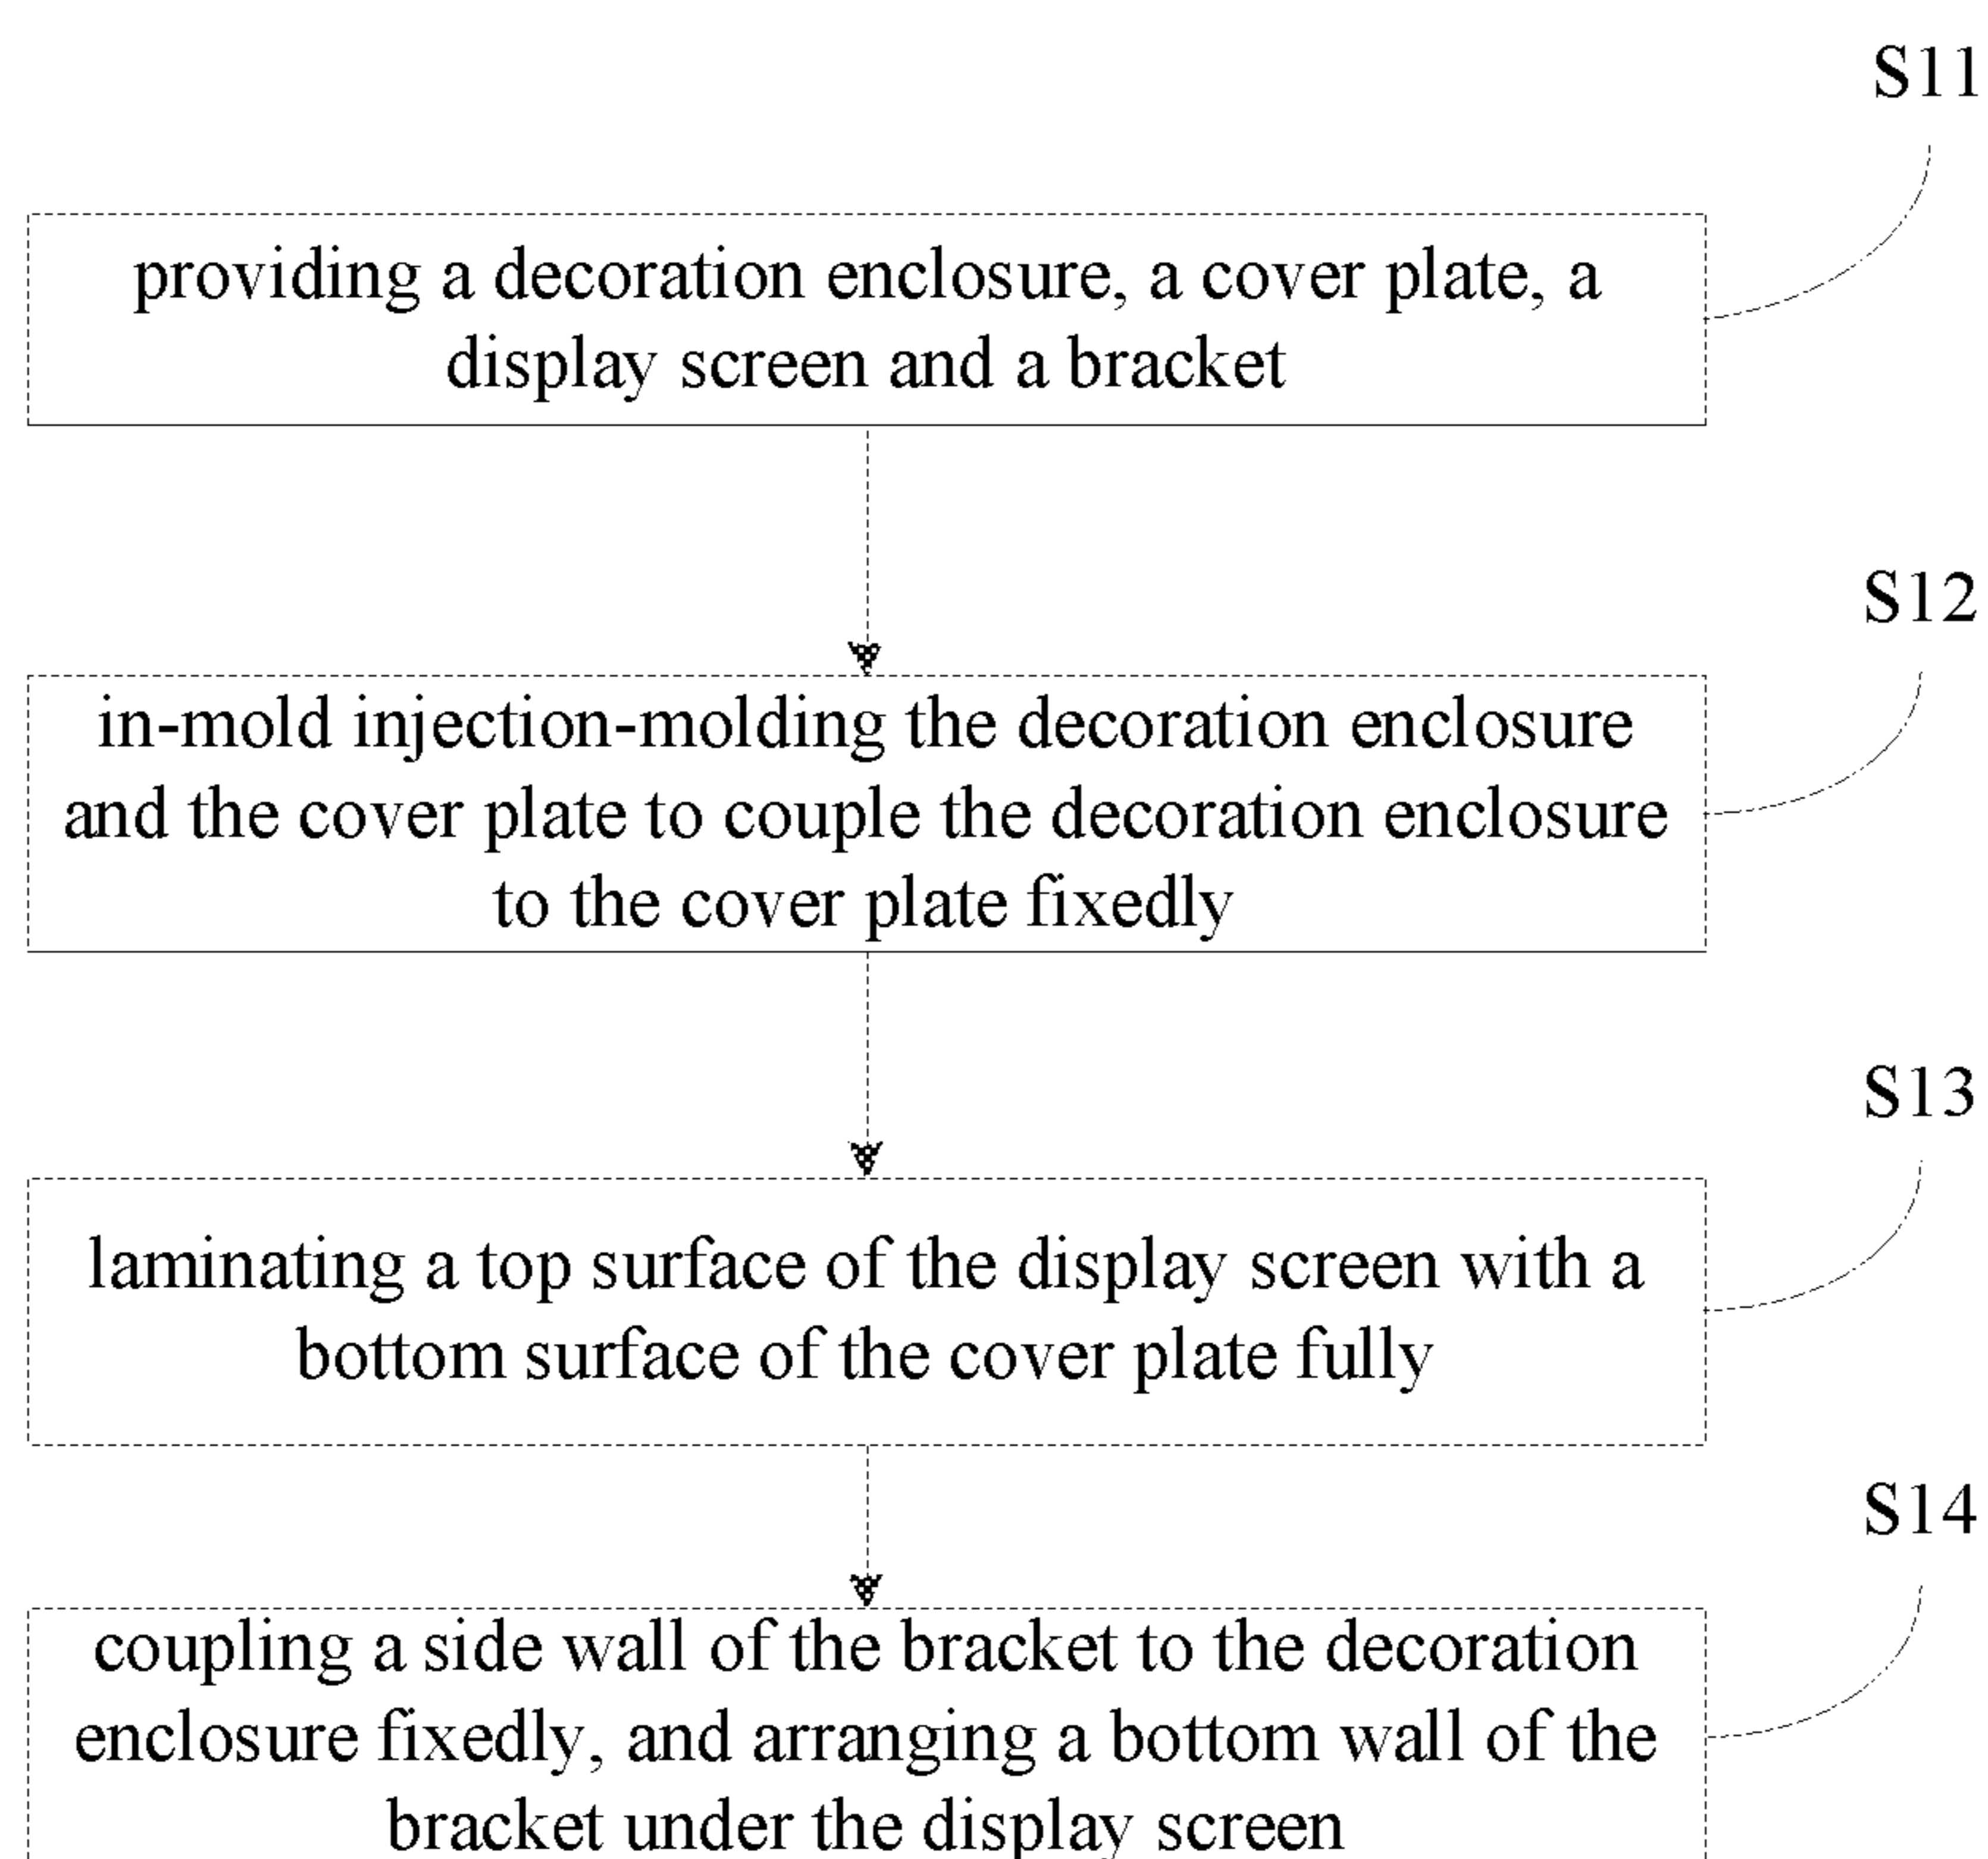 S11
providing a decoration enclosure, a cover plate, a
display screen and a bracket
S12
in-mold injection-molding the decoration enclosure
and the cover plate to couple the decoration enclosure
to the cover plate fixedly
S13
laminating a top surface of the display screen with a
bottom surface of the cover plate fully
S14
coupling a side wall of the bracket to the decoration
enclosure fixedly, and arranging a bottom wall of the
bracket under the display screen